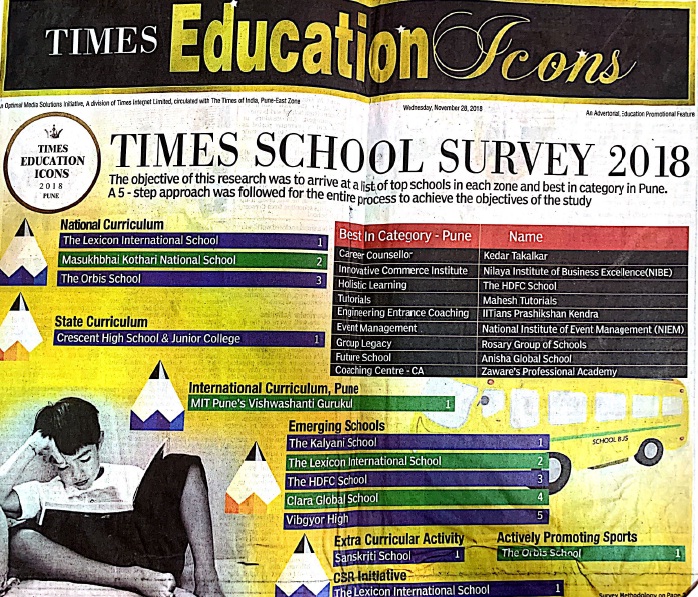 TIMES Education Icons
n Optimal Media Solutions Initiative, A division of Times Internet Limited, circulated with The Times of India, Pune-East Zone
Wednesday, November 28, 2018
An Advertorial, Education Promotional Feature
TIMES
EDUCATION
ICONS
2018
PUNE
TIMES SCHOOL SURVEY 2018
The objective of this research was to arrive at a list of top schools in each zone and best in category in Pune.
A 5 - step approach was followed for the entire process to achieve the objectives of the study
National Curriculum
The Lexicon International School 1
Masukhbhai Kothari National School 2
The Orbis School 3
State Curriculum
Crescent High School & Junior College 1
Best In Category - Pune Name
Career Counsellor Kedar Takalkar
Innovative Commerce Institute Nilaya Institute of Business Excellence(NIBE)
Holistic Learning The HDFC School
Tutorials Mahesh Tutorials
Engineering Entrance Coaching IITians Prashikshan Kendra
Event Management National Institute of Event Management (NIEM)
Group Legacy Rosary Group of Schools
Future School Anisha Global School
Coaching Centre - CA Zaware's Professional Academy
International Curriculum, Pune
MIT Pune's Vishwashanti Gurukul 1
Emerging Schools
The Kalyani School 1
The Lexicon International School 2
The HDFC School 3
Clara Global School 4
Vibgyor High 5
SCHOOL BUS
Extra Curricular Activity
Sanskriti School 1
Actively Promoting Sports
The Orbis School 1
CSR Initiative
The Lexicon International School 1
Survey Methodology on Page